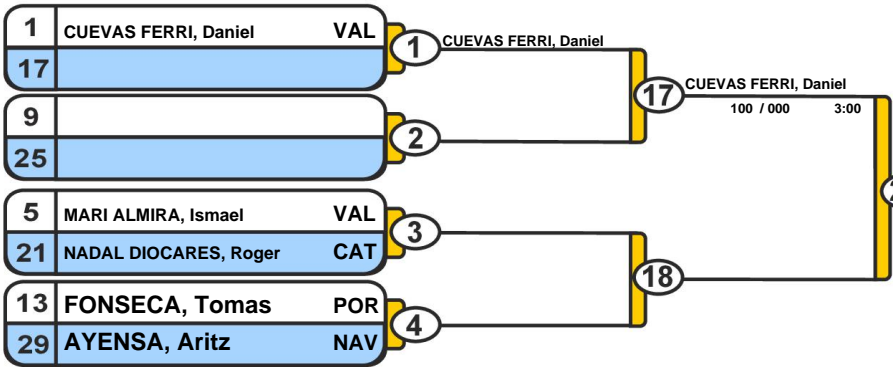 1 CUEVAS FERRI, Daniel VAL
17
1
CUEVAS FERRI, Daniel
9
25
2
17
CUEVAS FERRI, Daniel
100 / 000 3:00
5 MARI ALMIRA, Ismael VAL
21 NADAL DIOCARES, Roger CAT
3
13 FONSECA, Tomas POR
29 AYENSA, Aritz NAV
4
18